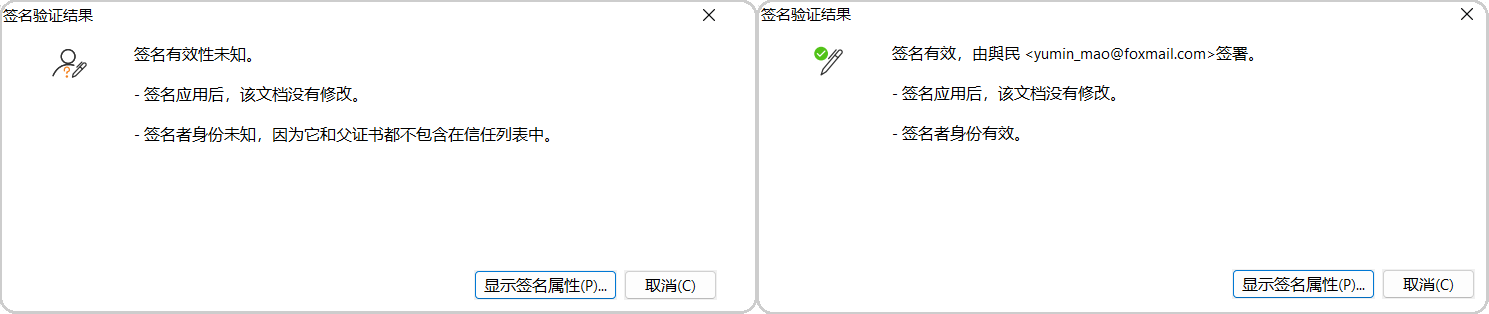 签名验证结果
签名有效性未知。
- 签名应用后，该文档没有修改。
- 签名者身份未知，因为它和父证书都不包含在信任列表中。
显示签名属性(P)...
取消(C)
签名验证结果
签名有效，由與民 <yumin_mao@foxmail.com>签署。
- 签名应用后，该文档没有修改。
- 签名者身份有效。
显示签名属性(P)...
取消(C)